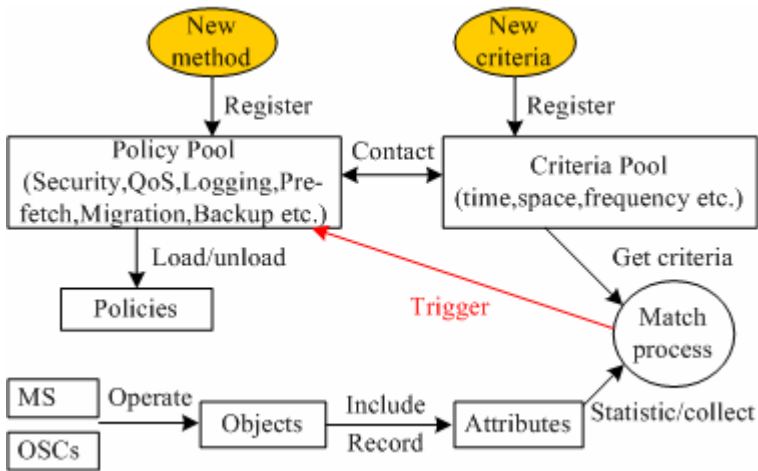 New
method
New
criteria
Register
Register
Policy Pool
(Security,QoS,Logging,Pre-
fetch,Migration,Backup etc.)
Contact
Criteria Pool
(time,space,frequency etc.)
Load/unload
Get criteria
Policies
Trigger
Match
process
MS
OSCs
Operate
Objects
Include
Record
Attributes
Statistic/collect